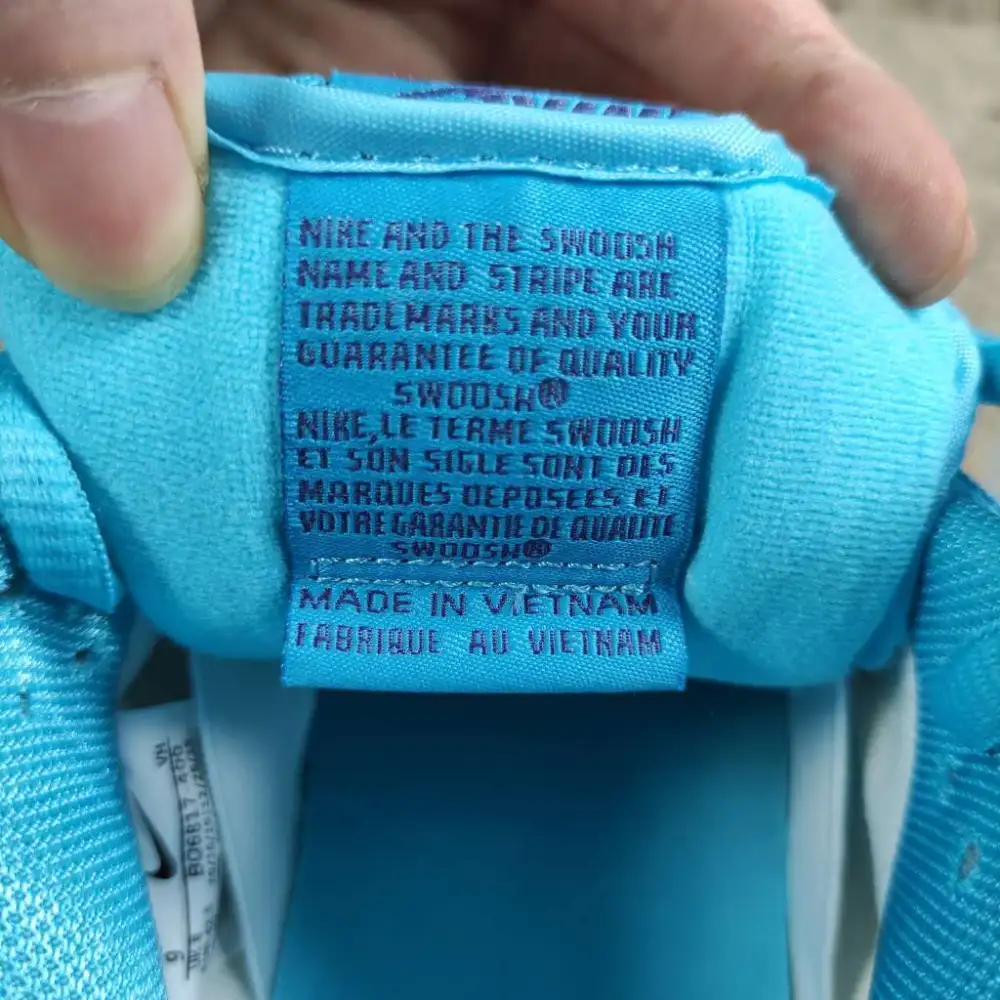 NIKE AND THE SWOOSH
NAME AND STRIPE ARE
TRADEMARKS AND YOUR
GUARANTEE OF QUALITY
SWOOSH®
NIKE, LE TERME SWOOSH
ET SON SIGLE SONT DES
MARQUES DEPOSEES ET
VOTRE GARANTIE DE QUALITE
SWOOSH®
MADE IN VIETNAM
FABRIQUE AU VIETNAM
VH
9